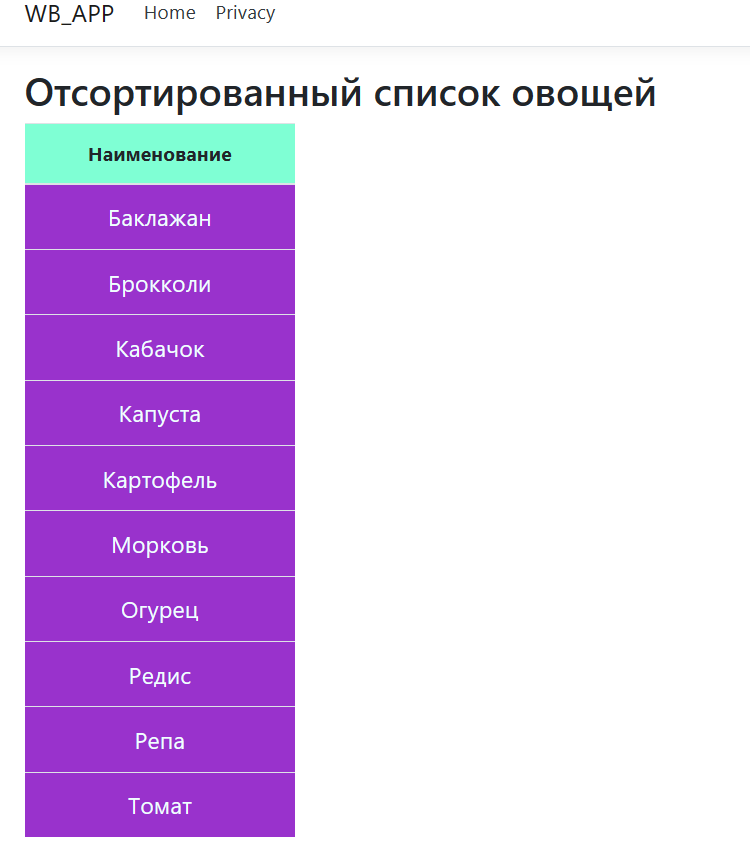 WB_APP Home Privacy
Отсортированный список овощей
Наименование
Баклажан
Брокколи
Кабачок
Капуста
Картофель
Морковь
Огурец
Редис
Репа
Томат